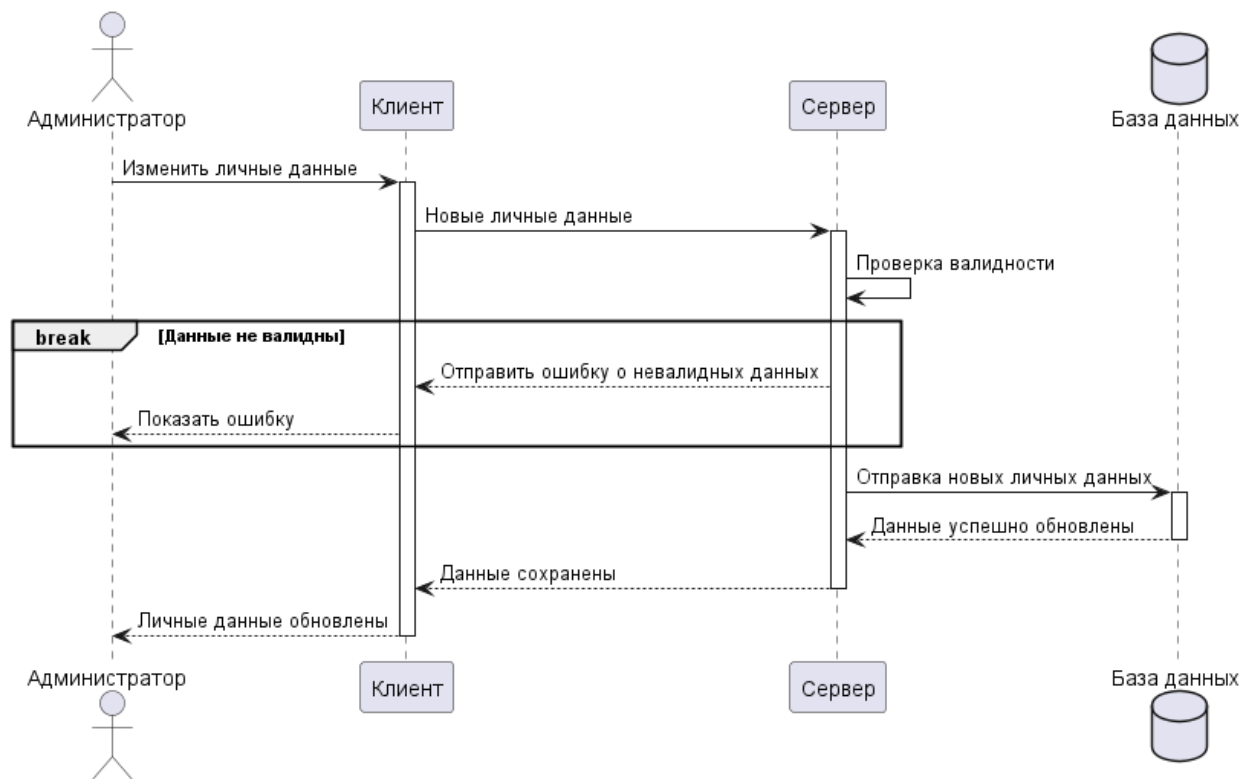 Администратор
Клиент
Сервер
База данных
Изменить личные данные
Новые личные данные
Проверка валидности
break
[Данные не валидны]
Отправить ошибку о невалидных данных
Показать ошибку
Отправка новых личных данных
Данные успешно обновлены
Данные сохранены
Личные данные обновлены
Администратор
Клиент
Сервер
База данных